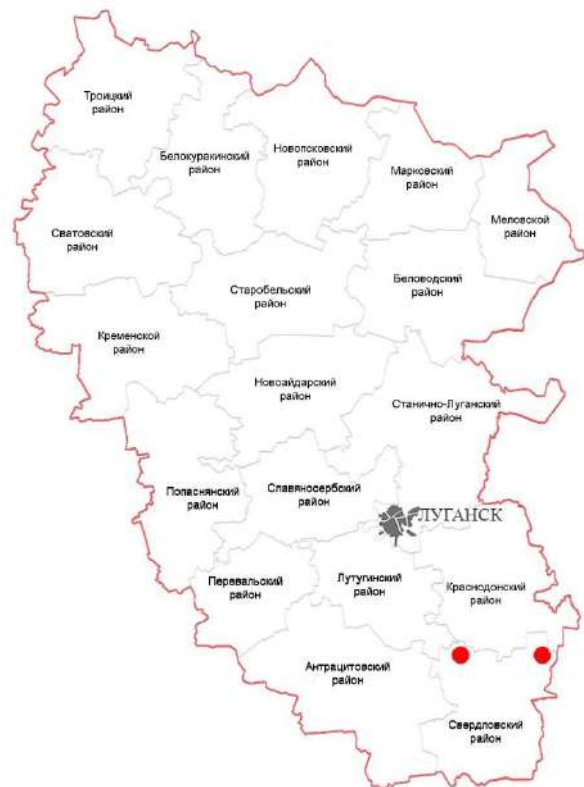 Троицкий
район
Белокуракинский
район
Новопсковский
район
Марковский
район
Меловской
район
Сватовский
район
Старобельский
район
Беловодский
район
Кременской
район
Новоайдарский
район
Станично-Луганский
район
Попаснянский
район
Славяносербский
район
ЛУГАНСК
Перевальский
район
Лутугинский
район
Краснодонский
район
Антрацитовский
район
Свердловский
район